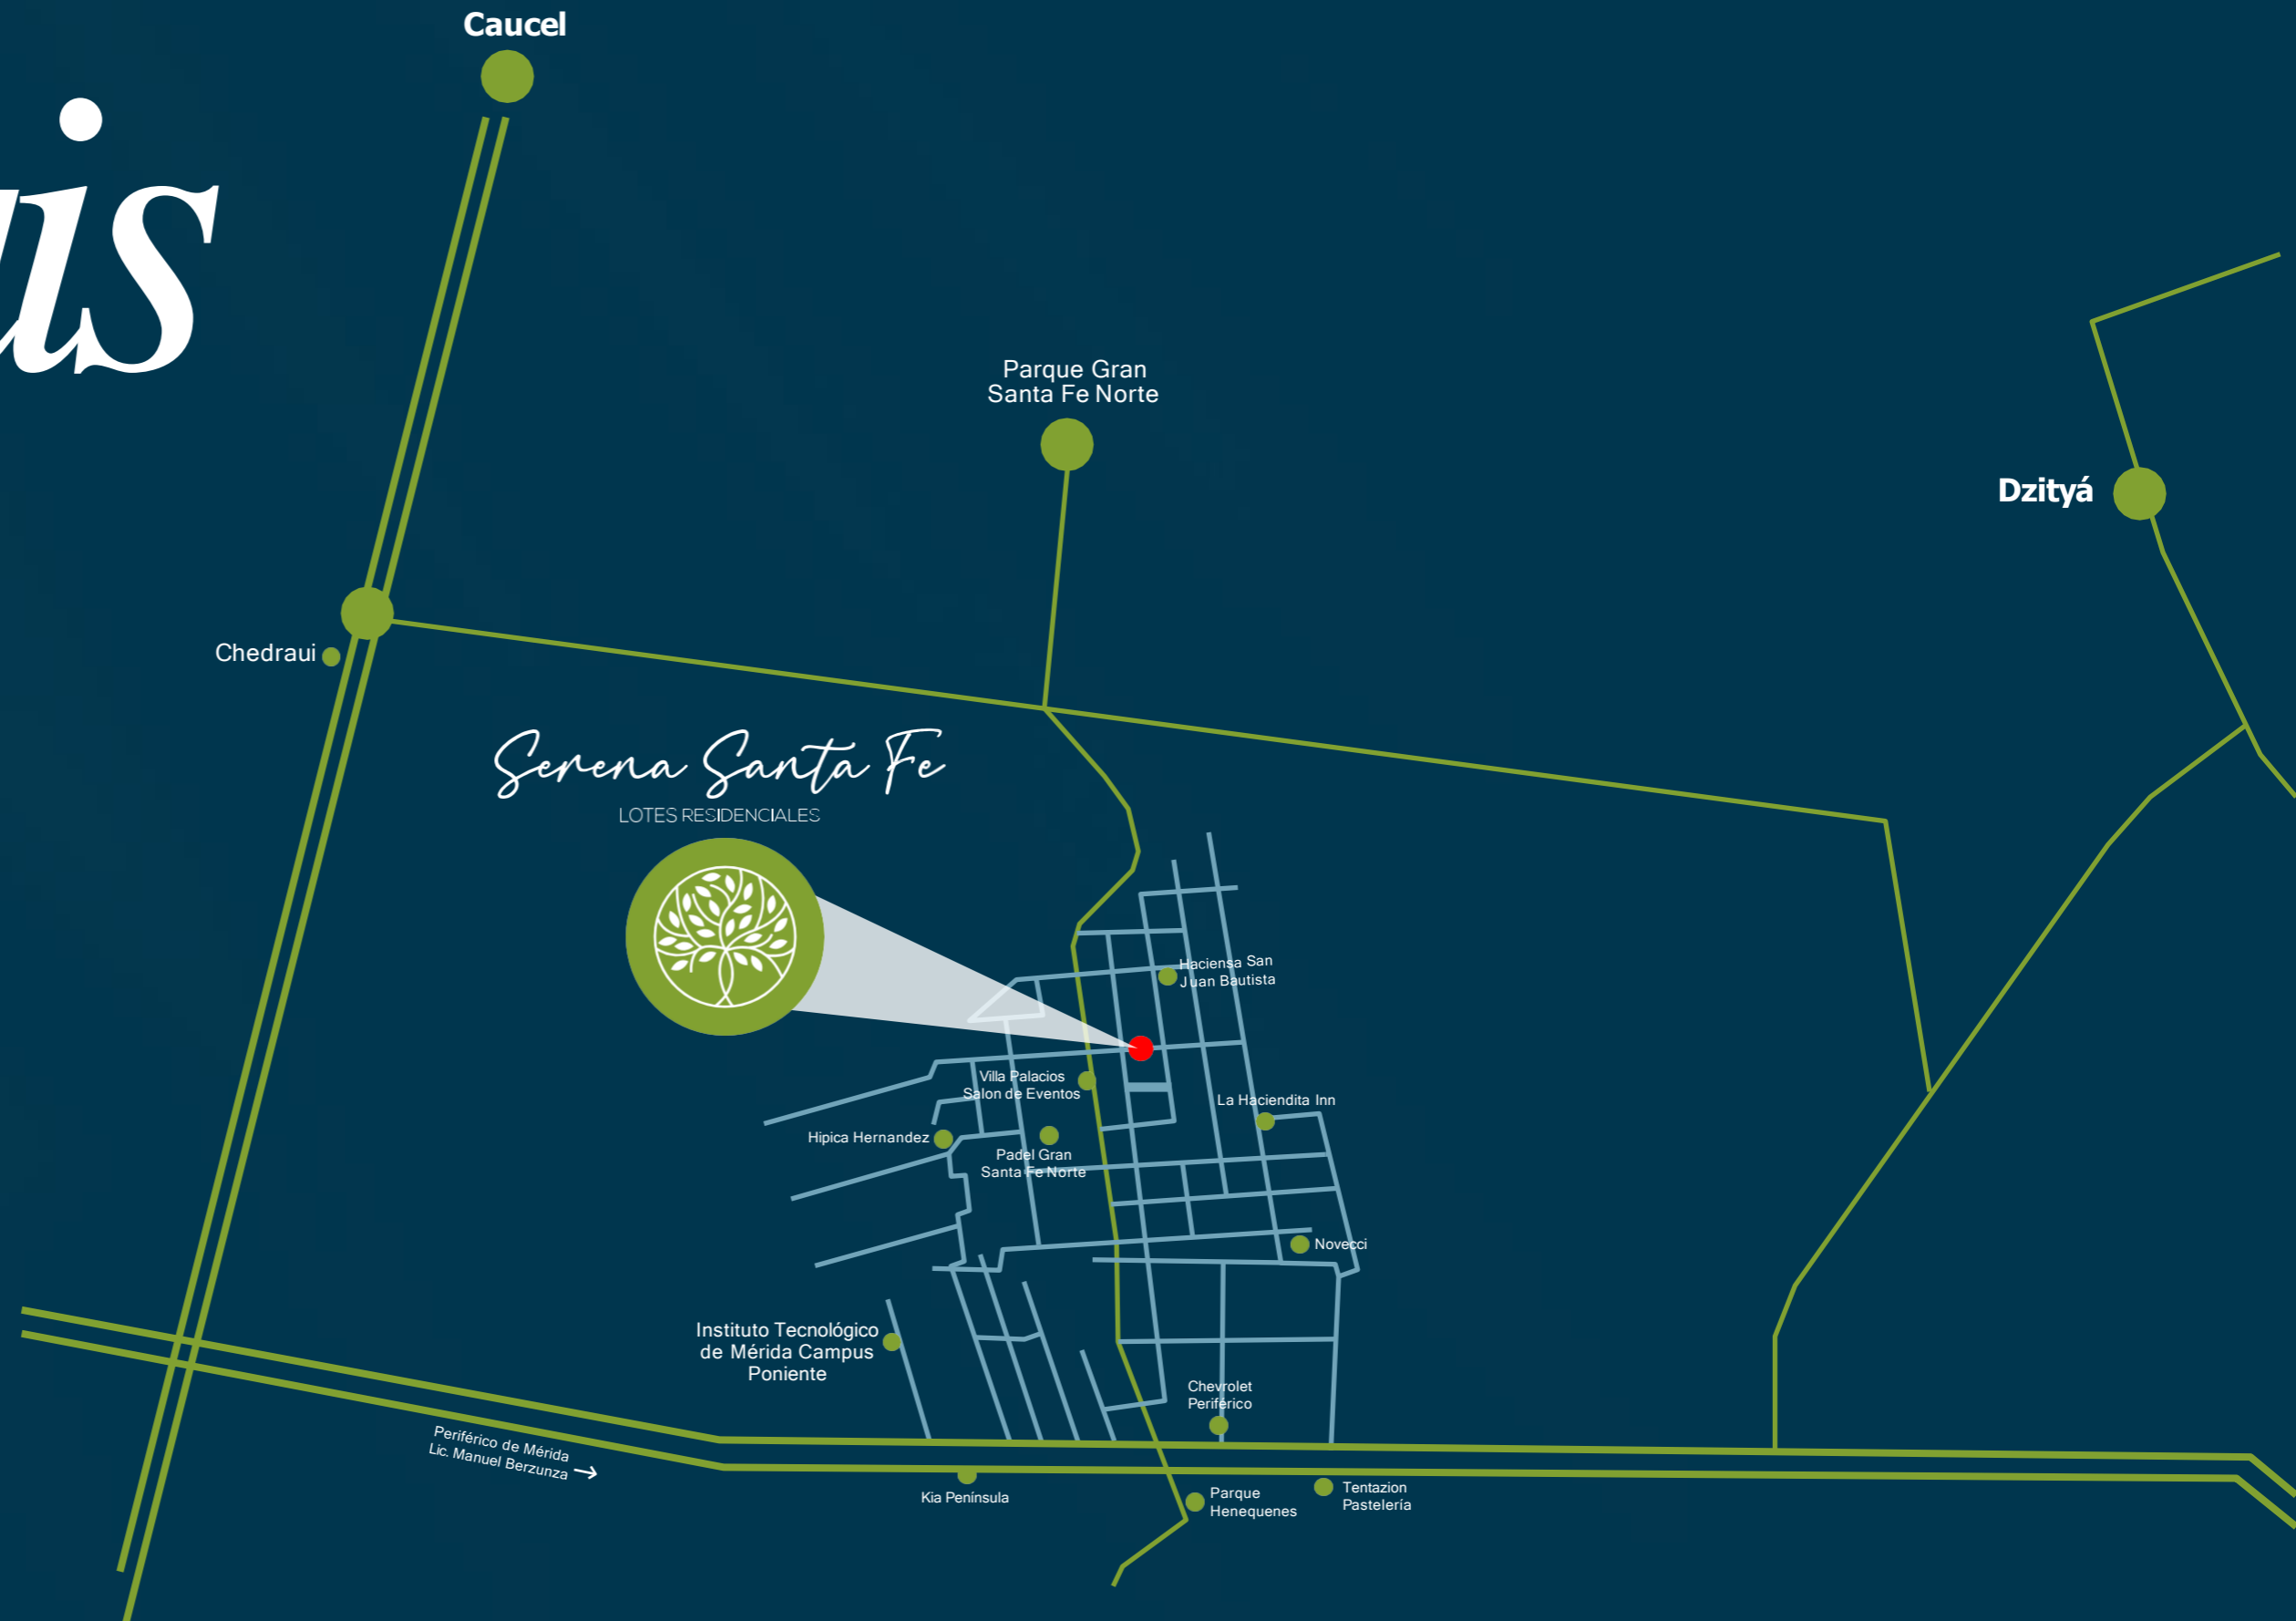 Caucel
is
Parque Gran
Santa Fe Norte
Dzityá
Chedraui
Serena Santa Fe
LOTES RESIDENCIALES
Haciensa San
Juan Bautista
Villa Palacios
Salon de Eventos
La Haciendita Inn
Hipica Hernandez
Padel Gran
Santa Fe Norte
Novecci
Instituto Tecnológico
de Mérida Campus
Poniente
Chevrolet
Periférico
Periférico de Mérida
Lic. Manuel Berzunza →
Kia Península
Parque
Henequenes
Tentazion
Pastelería